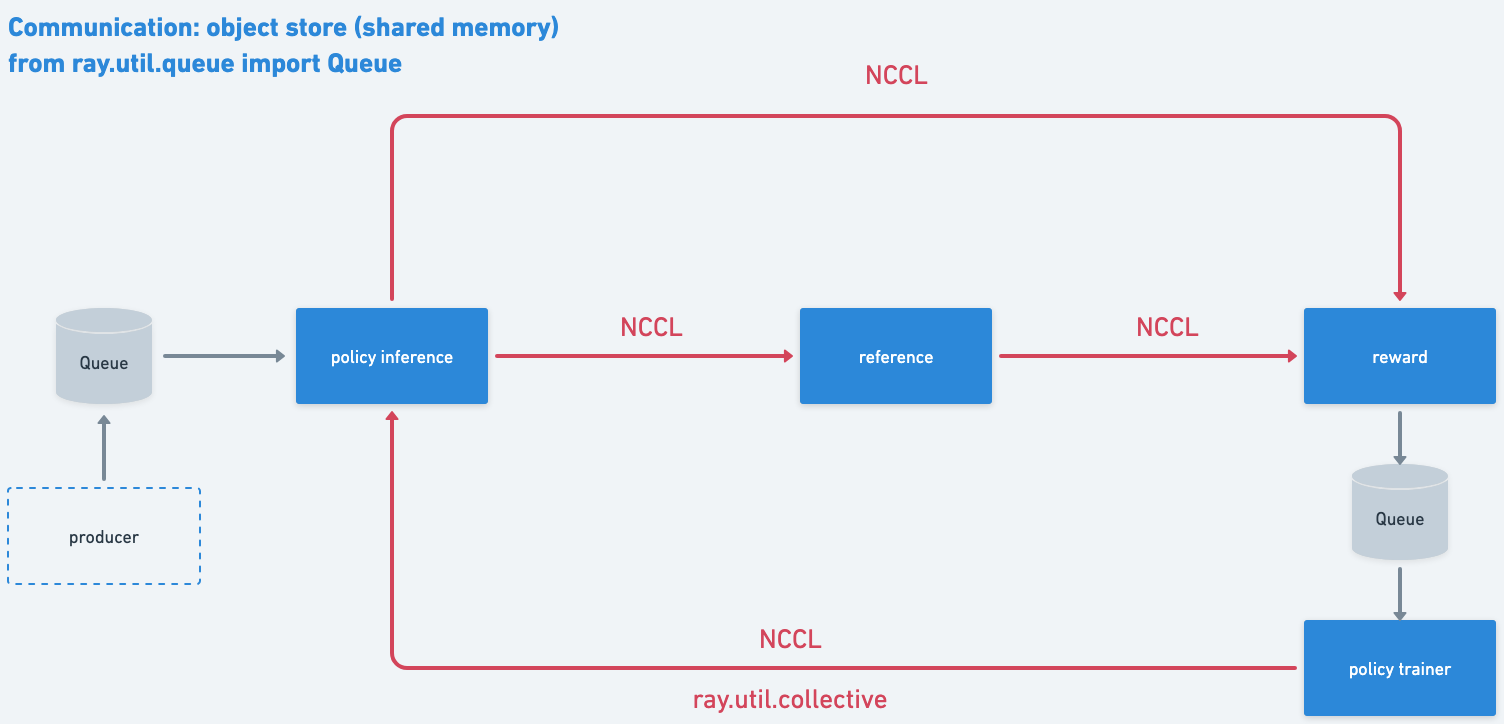 Communication: object store (shared memory)
from ray.util.queue import Queue
NCCL
NCCL
NCCL
Queue
policy inference
reference
reward
Queue
producer
NCCL
policy trainer
ray.util.collective